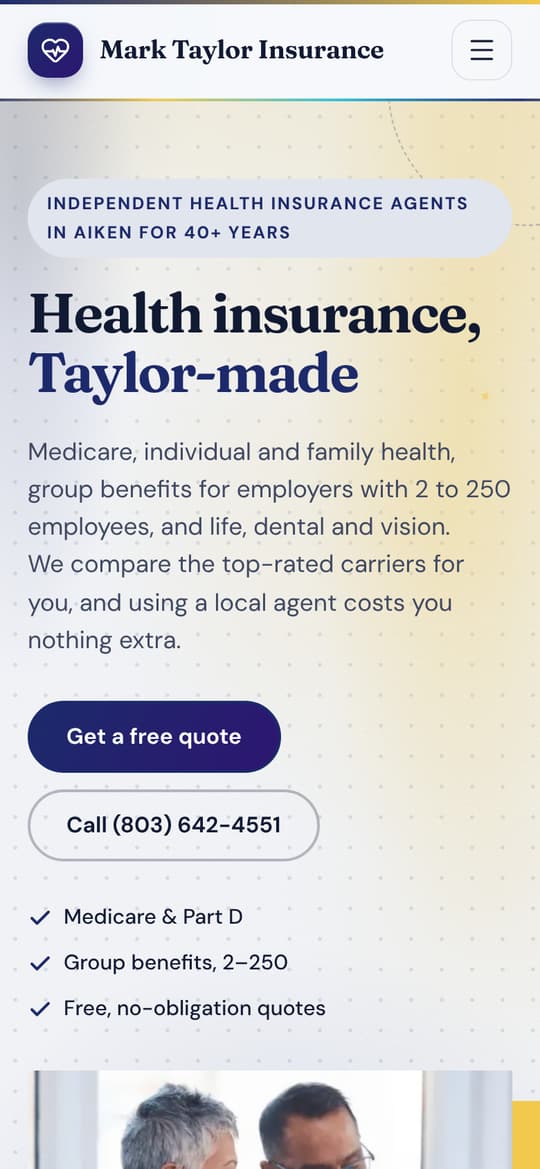 Mark Taylor Insurance
INDEPENDENT HEALTH INSURANCE AGENTS
IN AIKEN FOR 40+ YEARS
Health insurance,
Taylor-made
Medicare, individual and family health,
group benefits for employers with 2 to 250
employees, and life, dental and vision.
We compare the top-rated carriers for
you, and using a local agent costs you
nothing extra.
Get a free quote
Call (803) 642-4551
Medicare & Part D
Group benefits, 2–250
Free, no-obligation quotes